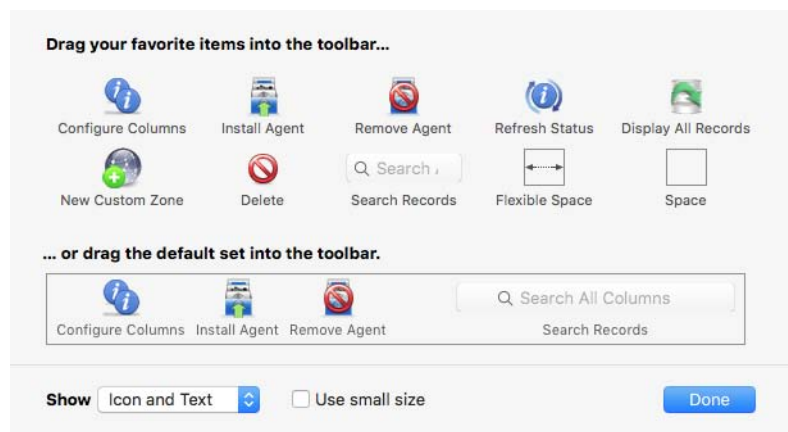 Drag your favorite items into the toolbar...
Configure Columns Install Agent Remove Agent Refresh Status Display All Records
Search
New Custom Zone Delete Search Records Flexible Space Space
... or drag the default set into the toolbar.
Search All Columns
Configure Columns Install Agent Remove Agent Search Records
Show Icon and Text Use small size Done